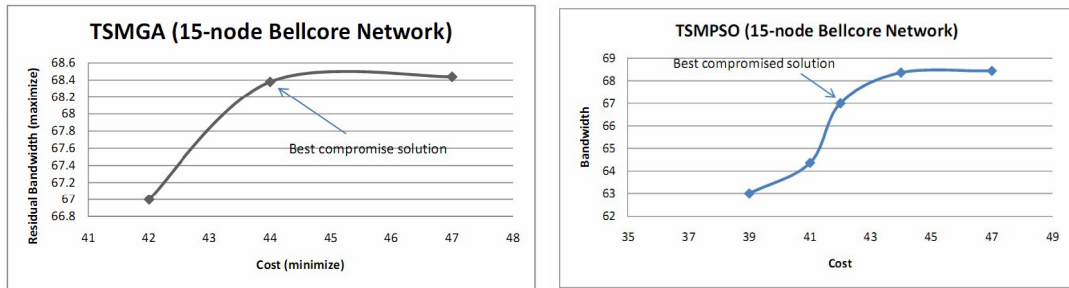 TSMGA (15-node Bellcore Network)
Residual Bandwidth (maximize)
68.6
68.4
68.2
68
67.8
67.6
67.4
67.2
67
66.8
Best compromise solution
41 42 43 44 45 46 47 48
Cost (minimize)
TSMPSO (15-node Bellcore Network)
Bandwidth
69
68
67
66
65
64
63
62
Best compromised solution
35 37 39 41 43 45 47 49
Cost